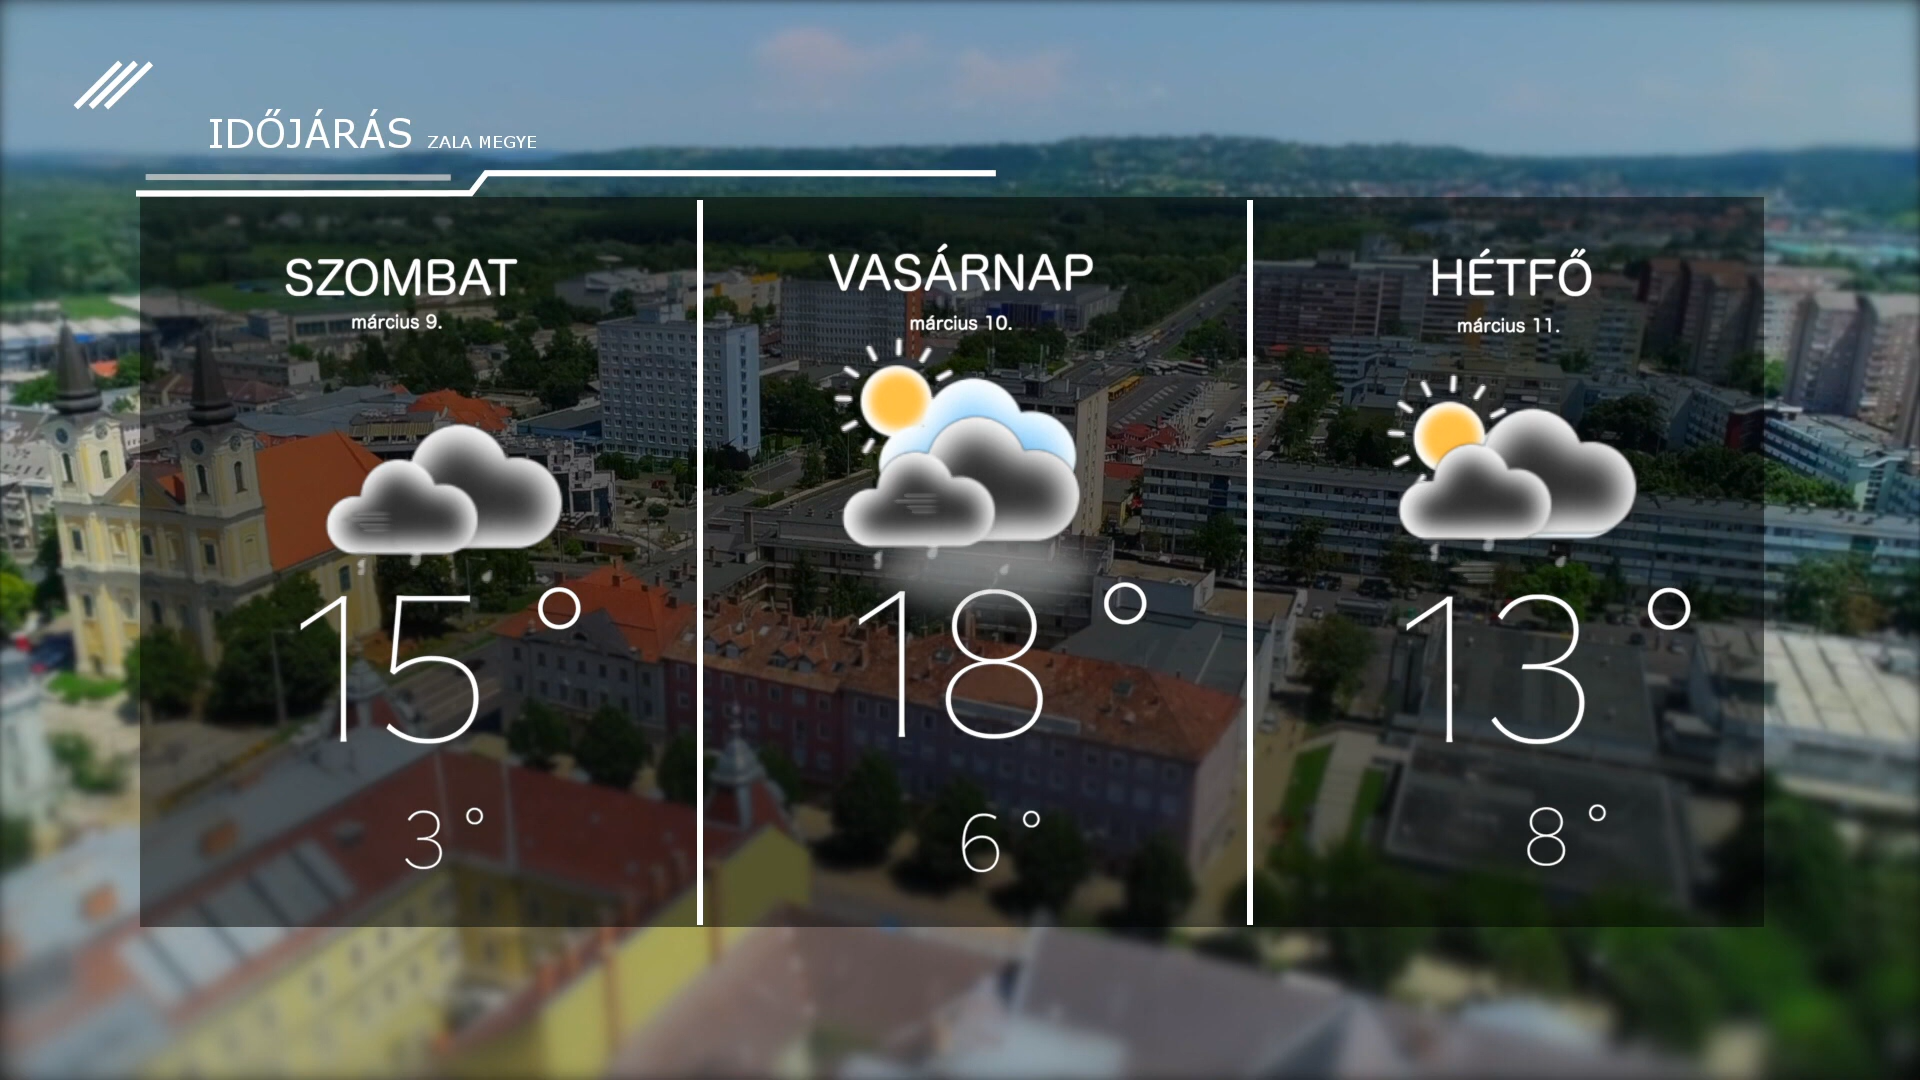 IDŐJÁRÁS ZALA MEGYE
SZOMBAT
március 9.
15°
3°
VASÁRNAP
március 10.
18°
6°
HÉTFŐ
március 11.
13°
8°